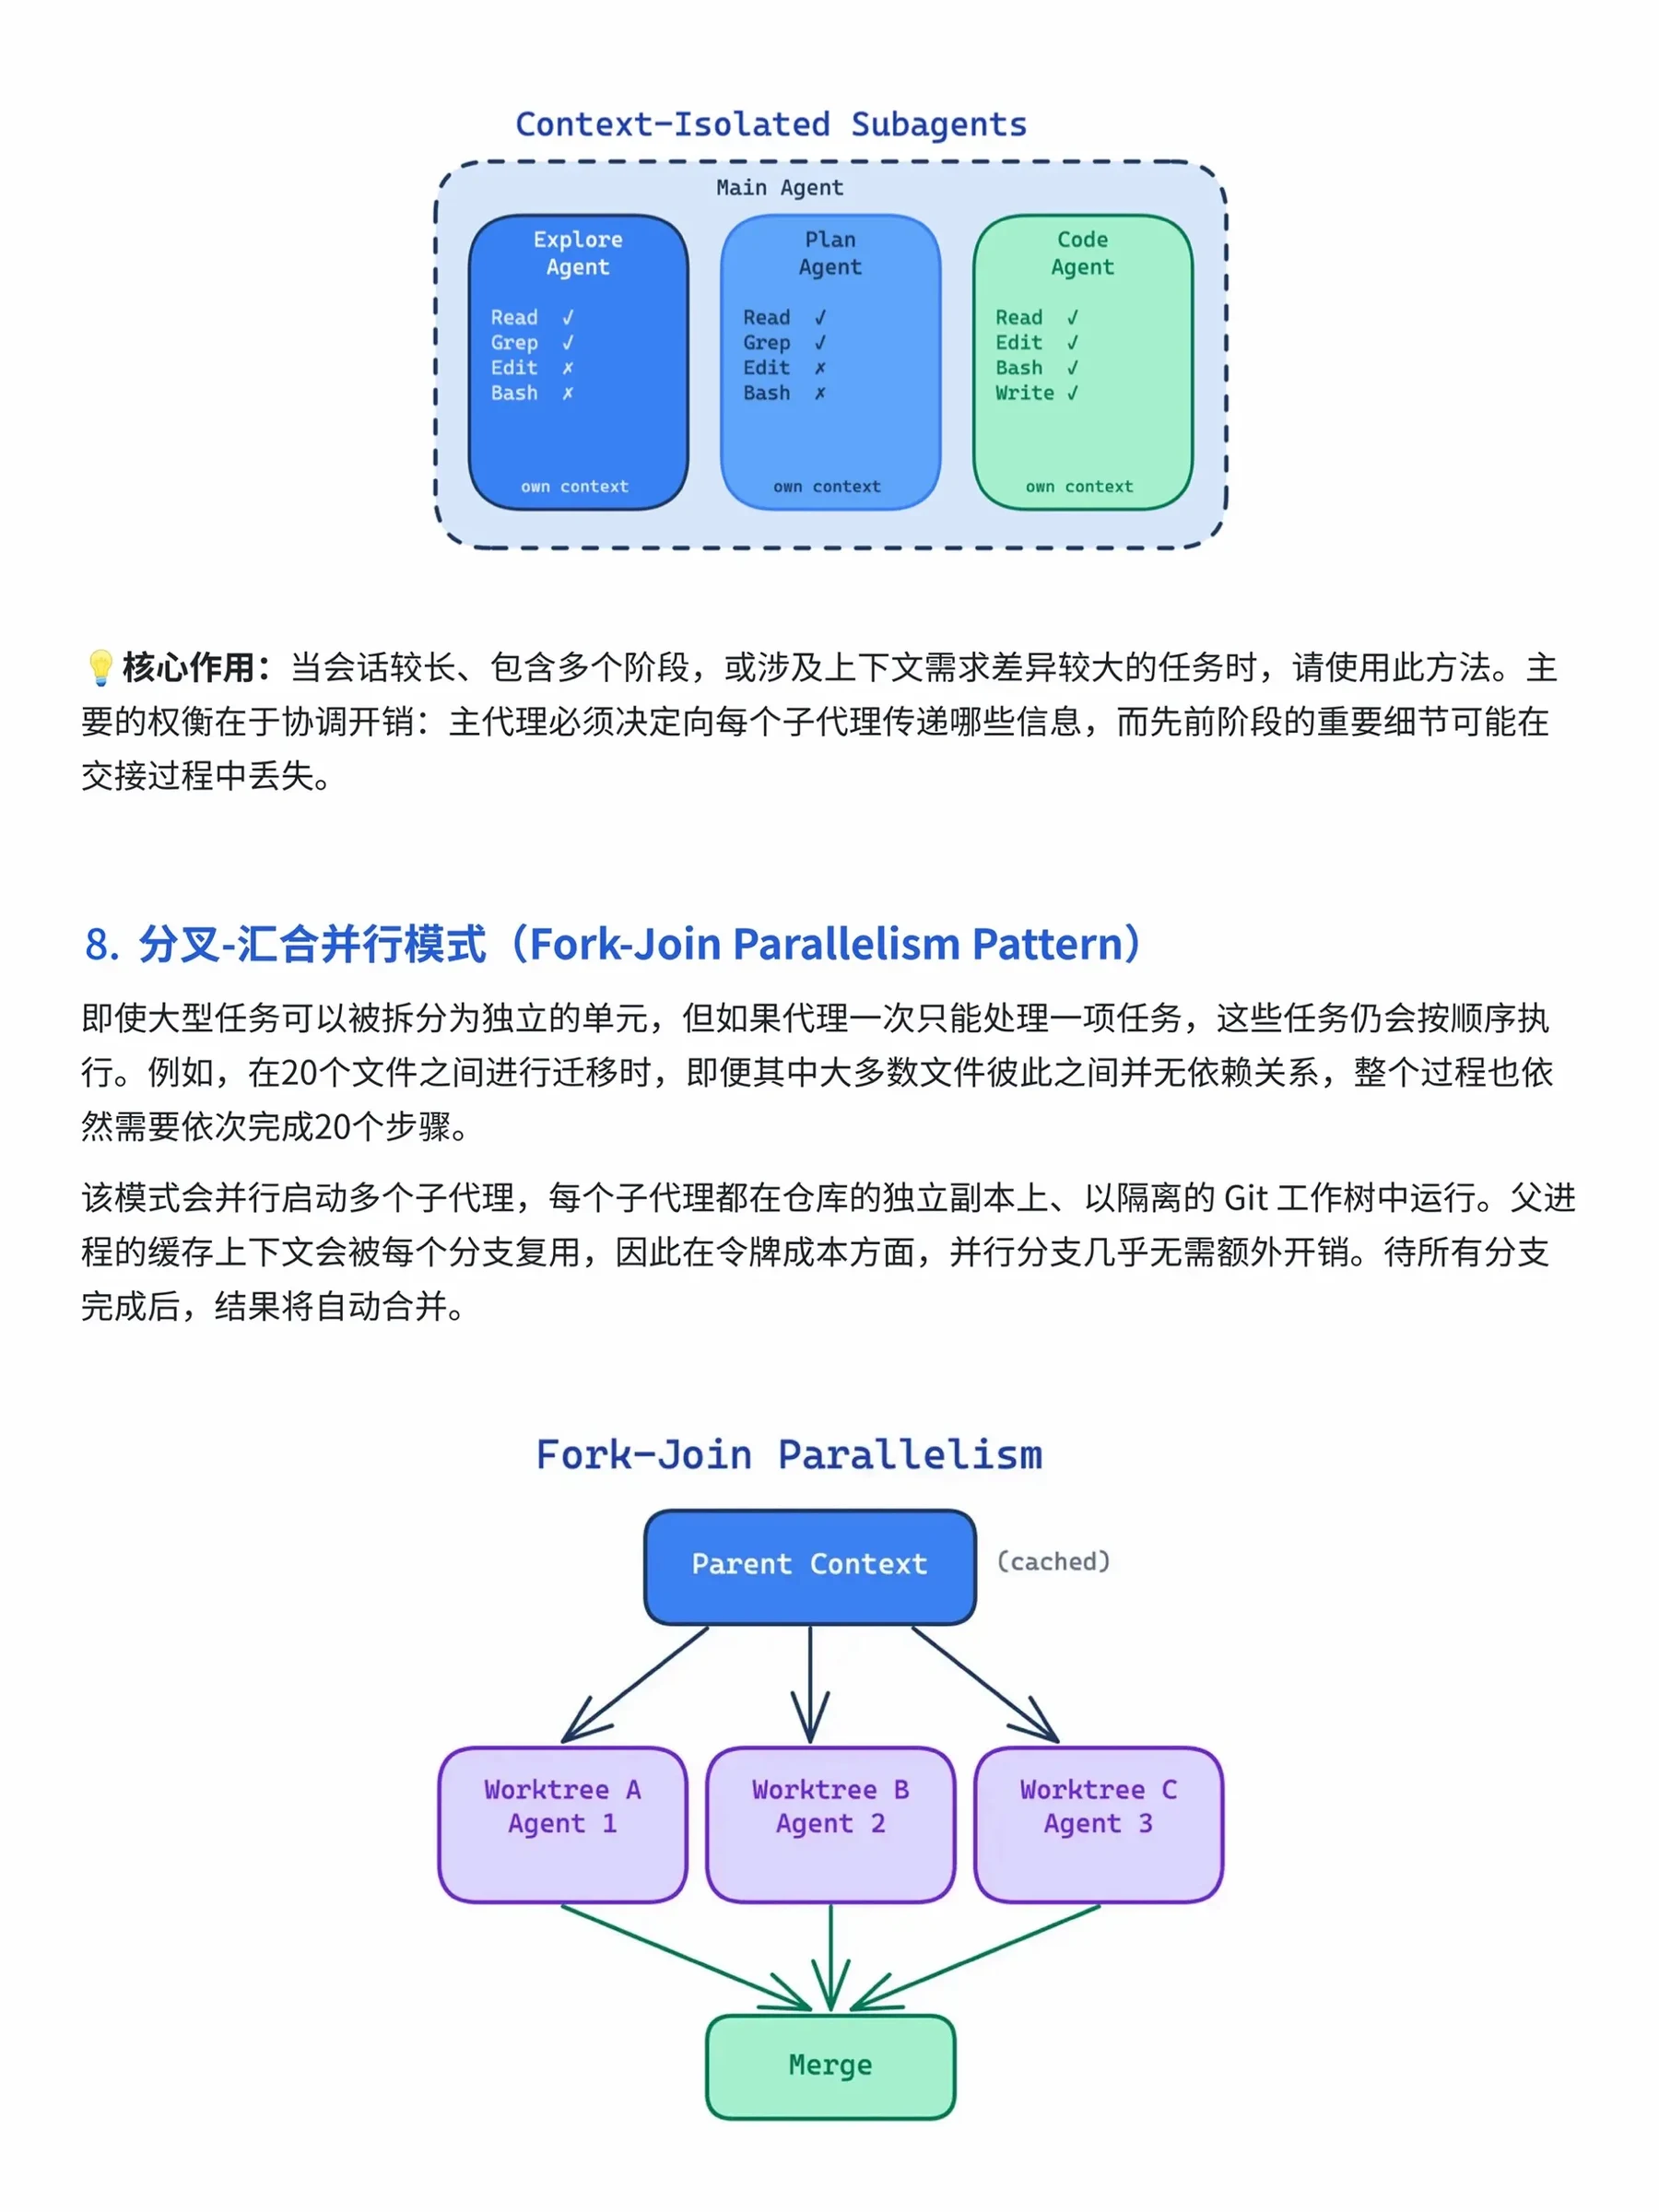 Context-Isolated Subagents
Main Agent
Explore
Agent
Read ✓
Grep ✓
Edit ✗
Bash ✗
own context
Plan
Agent
Read ✓
Grep ✓
Edit ✗
Bash ✗
own context
Code
Agent
Read ✓
Edit ✓
Bash ✓
Write ✓
own context
💡核心作用：当会话较长、包含多个阶段，或涉及上下文需求差异较大的任务时，请使用此方法。主
要的权衡在于协调开销：主代理必须决定向每个子代理传递哪些信息，而先前阶段的重要细节可能在
交接过程中丢失。
8. 分叉-汇合并行模式（Fork-Join Parallelism Pattern）
即使大型任务可以被拆分为独立的单元，但如果代理一次只能处理一项任务，这些任务仍会按顺序执
行。例如，在20个文件之间进行迁移时，即便其中大多数文件彼此之间并无依赖关系，整个过程也依
然需要依次完成20个步骤。
该模式会并行启动多个子代理，每个子代理都在仓库的独立副本上、以隔离的 Git 工作树中运行。父进
程的缓存上下文会被每个分支复用，因此在令牌成本方面，并行分支几乎无需额外开销。待所有分支
完成后，结果将自动合并。
Fork-Join Parallelism
Parent Context
(cached)
Worktree A
Agent 1
Worktree B
Agent 2
Worktree C
Agent 3
Merge